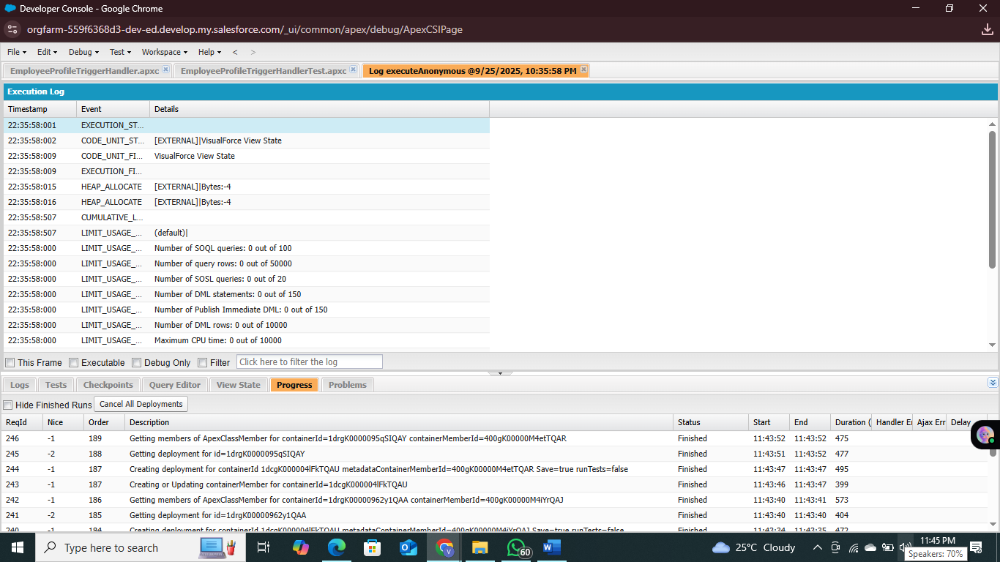 Developer Console - Google Chrome
orgfarm-559f6368d3-dev-ed.develop.my.salesforce.com/_ui/common/apex/debug/ApexCSIPage
File Edit Debug Test Workspace Help < >
EmployeeProfileTriggerHandler.apxc EmployeeProfileTriggerHandlerTest.apxc Log executeAnonymous @9/25/2025, 10:35:58 PM
Execution Log
Timestamp Event Details
22:35:58:001 EXECUTION_ST...
22:35:58:002 CODE_UNIT_ST... [EXTERNAL]|VisualForce View State
22:35:58:009 CODE_UNIT_FI... VisualForce View State
22:35:58:009 EXECUTION_FI...
22:35:58:015 HEAP_ALLOCATE [EXTERNAL]|Bytes:-4
22:35:58:016 HEAP_ALLOCATE [EXTERNAL]|Bytes:-4
22:35:58:507 CUMULATIVE_L...
22:35:58:507 LIMIT_USAGE_... (default)|
22:35:58:000 LIMIT_USAGE_... Number of SOQL queries: 0 out of 100
22:35:58:000 LIMIT_USAGE_... Number of query rows: 0 out of 50000
22:35:58:000 LIMIT_USAGE_... Number of SOSL queries: 0 out of 20
22:35:58:000 LIMIT_USAGE_... Number of DML statements: 0 out of 150
22:35:58:000 LIMIT_USAGE_... Number of Publish Immediate DML: 0 out of 150
22:35:58:000 LIMIT_USAGE_... Number of DML rows: 0 out of 10000
22:35:58:000 LIMIT_USAGE_... Maximum CPU time: 0 out of 10000
This Frame Executable Debug Only Filter Click here to filter the log
Logs Tests Checkpoints Query Editor View State Progress Problems
Hide Finished Runs Cancel All Deployments
ReqId Nice Order Description Status Start End Duration ( Handler Er Ajax Err Delay
246 -1 189 Getting members of ApexClassMember for containerId=1drgK0000095qSIQAY containerMemberId=400gK00000M4etTQAR Finished 11:43:52 11:43:52 475
245 -2 188 Getting deployment for id=1drgK0000095qSIQAY Finished 11:43:51 11:43:52 477
244 -1 187 Creating deployment for containerId 1dcgK000004lFkTQAU metadataContainerMemberId=400gK00000M4etTQAR Save=true runTests=false Finished 11:43:47 11:43:47 495
243 -1 187 Creating or Updating containerMember for containerId=1dcgK000004lFkTQAU Finished 11:43:46 11:43:47 399
242 -1 186 Getting members of ApexClassMember for containerId=1drgK00000962y1QAA containerMemberId=400gK00000M4iYrQAJ Finished 11:43:40 11:43:41 573
241 -2 185 Getting deployment for id=1drgK00000962y1QAA Finished 11:43:40 11:43:40 404
240 -1 184 Creating deployment for containerId 1dcgK000004lFkTQAU metadataContainerMemberId=400gK00000M4iYrQAJ Save=true runTests=false Finished 11:43:34 11:43:35 472
Type here to search 60 25°C Cloudy 11:45 PM
Speakers: 70%